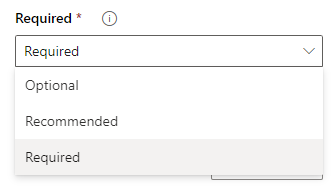 Required *
Required
Optional
Recommended
Required